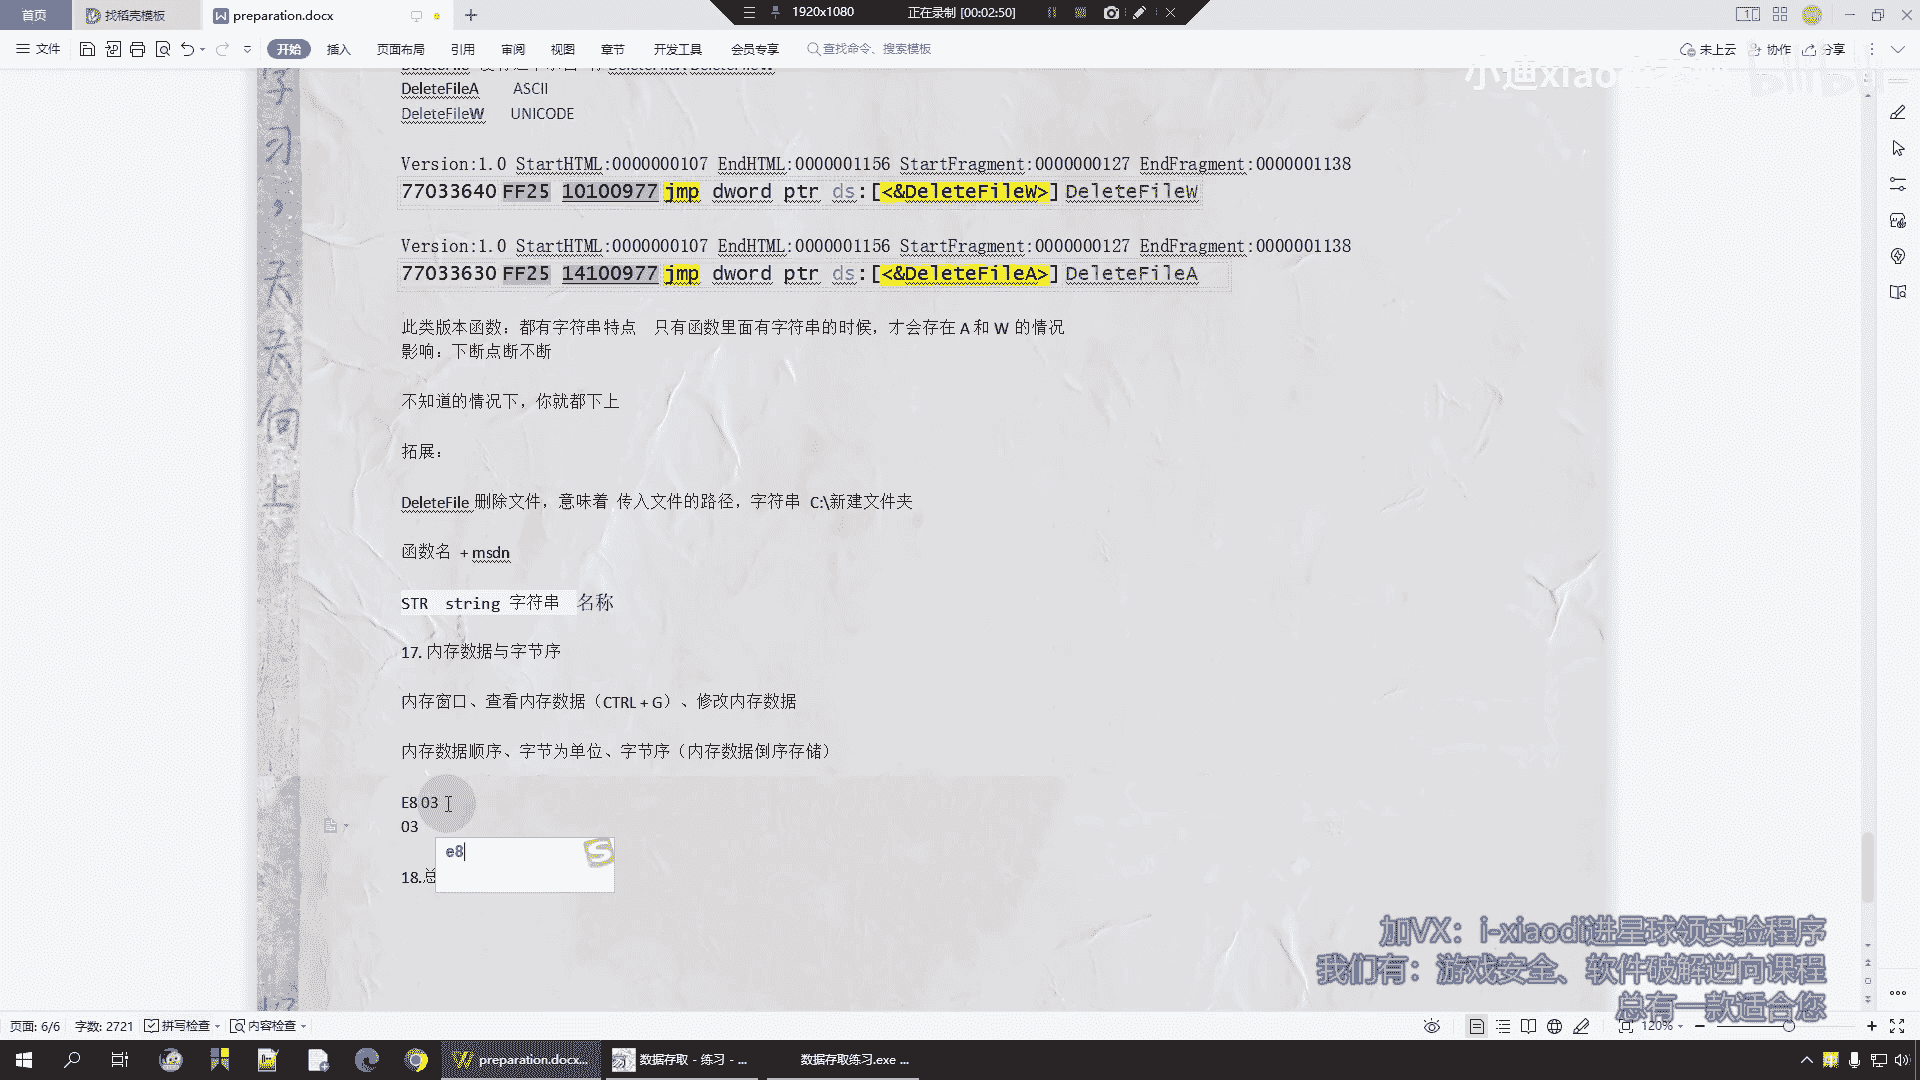 首页
找稻壳模板
preparation.docx
1920x1080
正在录制 [00:02:50]
文件
开始
插入
页面布局
引用
审阅
视图
章节
开发工具
会员专享
查找命令、搜索模板
未上云
协作
分享
小迪xiao
DeleteFileA ASCII
DeleteFileW UNICODE
Version:1.0 StartHTML:0000000107 EndHTML:0000001156 StartFragment:0000000127 EndFragment:0000001138
77033640 FF25 10100977 jmp dword ptr ds:[<&DeleteFileW>] DeleteFileW
Version:1.0 StartHTML:0000000107 EndHTML:0000001156 StartFragment:0000000127 EndFragment:0000001138
77033630 FF25 14100977 jmp dword ptr ds:[<&DeleteFileA>] DeleteFileA
此类版本函数：都有字符串特点 只有函数里面有字符串的时候，才会存在 A 和 W 的情况
影响：下断点断不断
不知道的情况下，你就都下上
拓展：
DeleteFile 删除文件，意味着 传入文件的路径，字符串 C:\新建文件夹
函数名 + msdn
STR string 字符串 名称
17. 内存数据与字节序
内存窗口、查看内存数据（CTRL + G）、修改内存数据
内存数据顺序、字节为单位、字节序（内存数据倒序存储）
E8 03
03
e8
18.总
加VX：i-xiaodi进星球领实验程序
我们有：游戏安全、软件破解逆向课程
总有一款适合您
页面: 6/6
字数: 2721
拼写检查
内容检查
120%
preparation.docx...
数据存取 - 练习 - ...
数据存取练习.exe ...